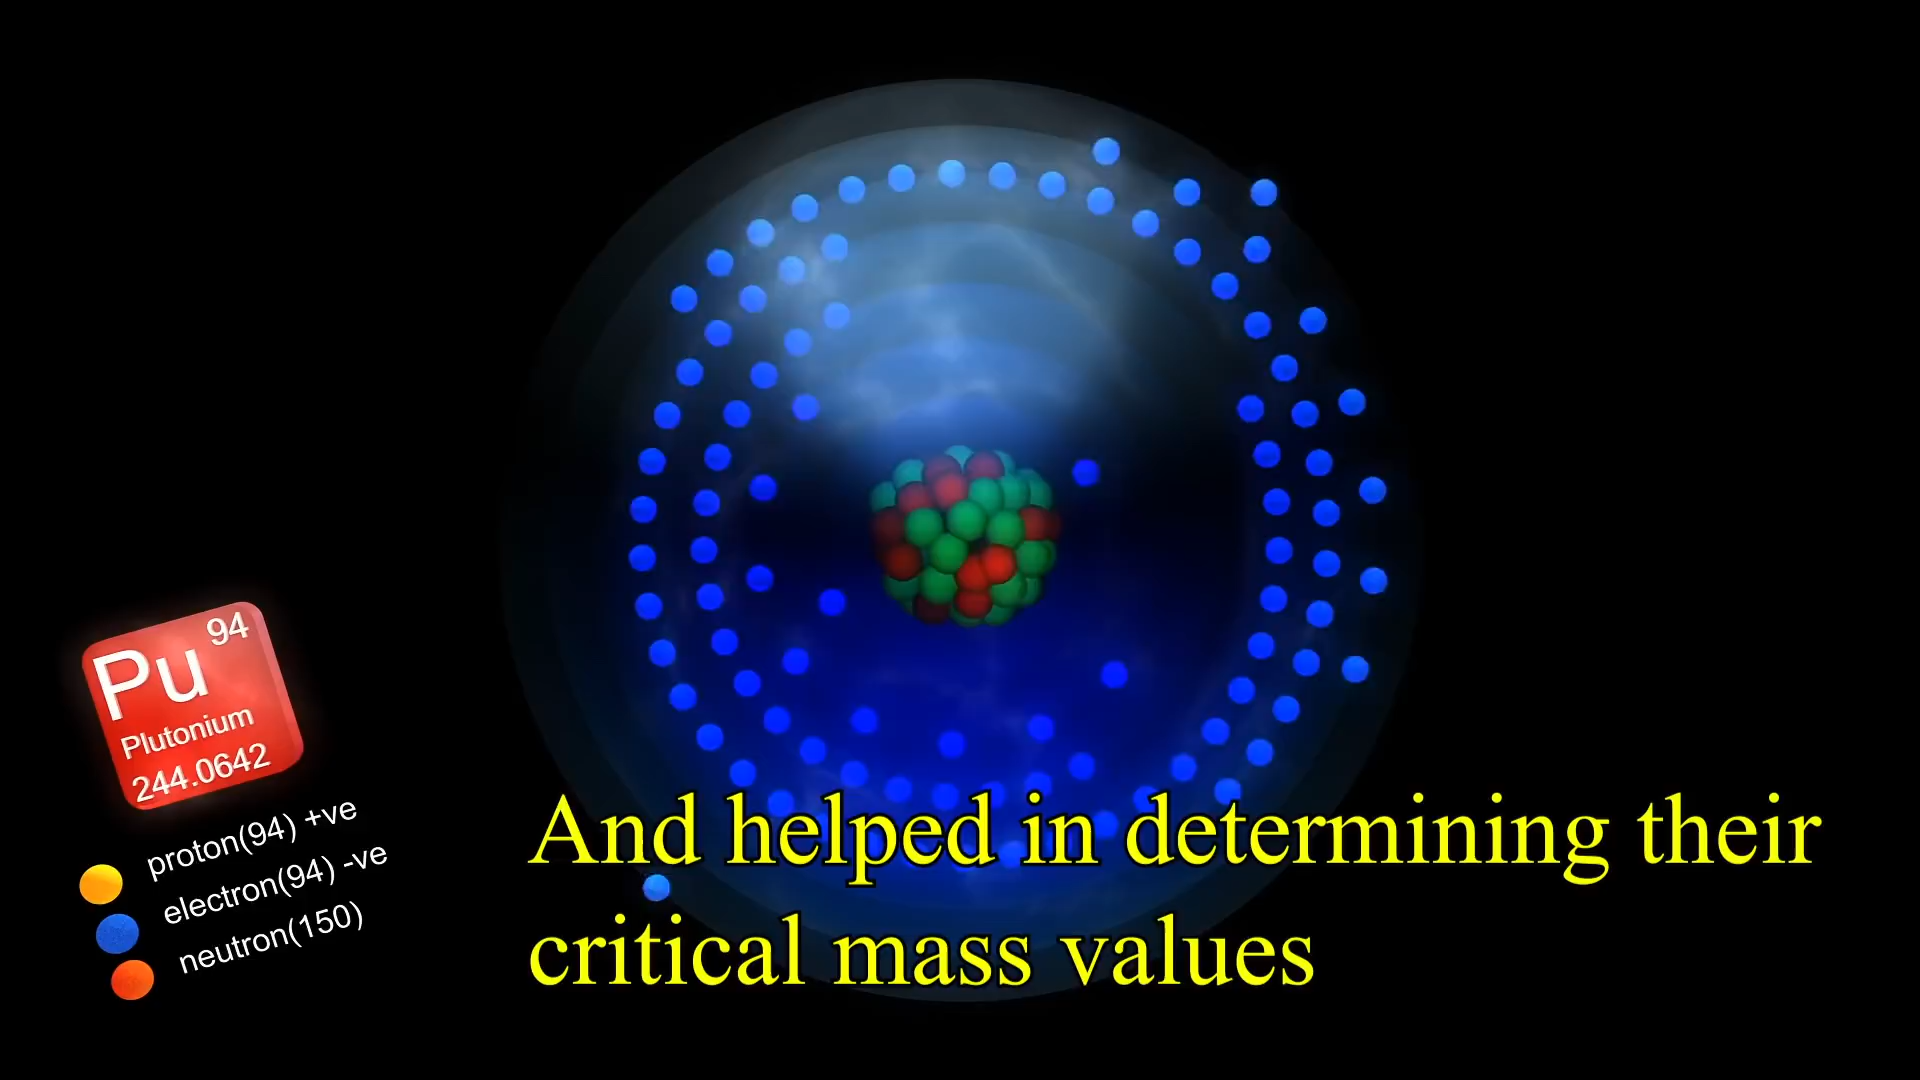 94
Pu
Plutonium
244.0642
proton(94) +ve
electron(94) -ve
neutron(150)
And helped in determining their
critical mass values